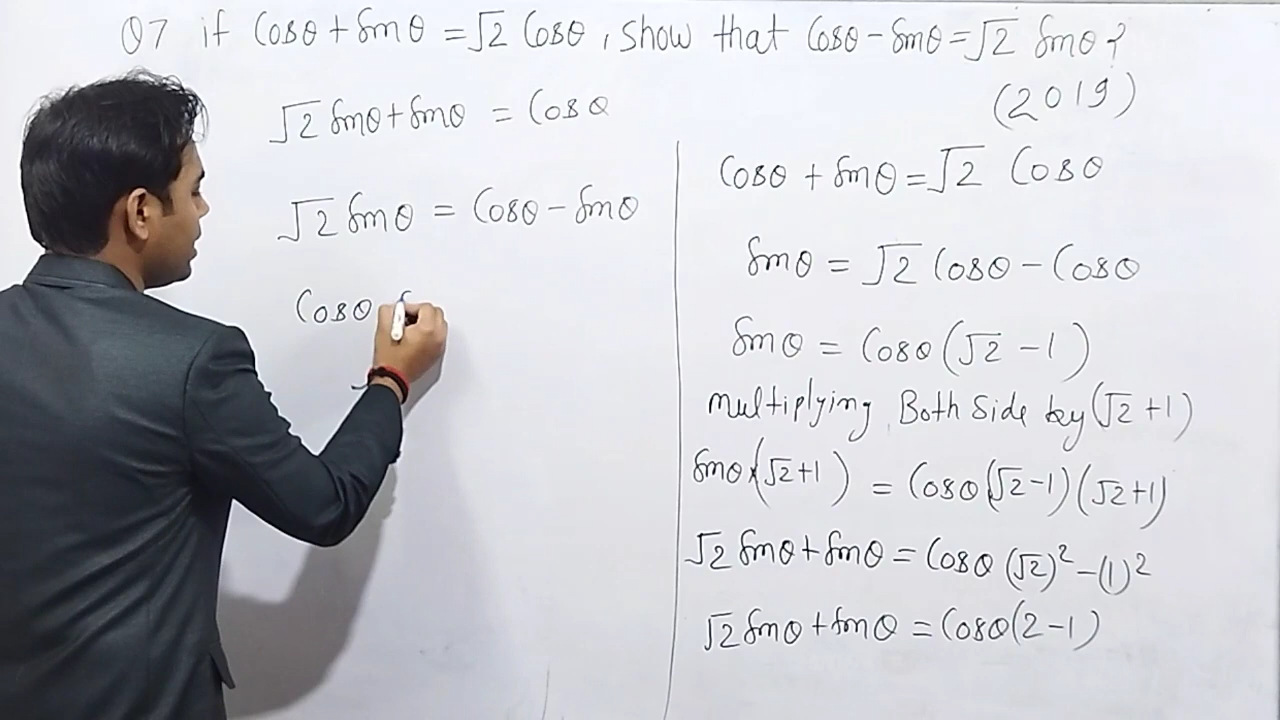 Q7 if Cosθ + Sinθ = √2 Cosθ, Show that Cosθ - Sinθ = √2 Sinθ?
(2019)
Cosθ + Sinθ = √2 Cosθ
Sinθ = √2 Cosθ - Cosθ
Sinθ = Cosθ (√2 - 1)
Multiplying Both Side by (√2 + 1)
Sinθ×(√2+1) = Cosθ(√2-1)(√2+1)
√2 Sinθ + Sinθ = Cosθ (√2)² - (1)²
√2 Sinθ + Sinθ = Cosθ(2-1)
√2 Sinθ + Sinθ = Cosθ
√2 Sinθ = Cosθ - Sinθ
Cosθ